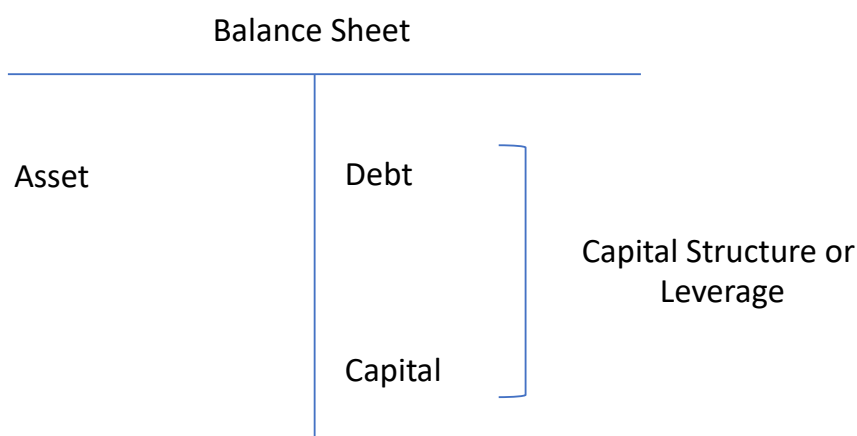 Balance Sheet
Asset
Debt
Capital Structure or
Leverage
Capital